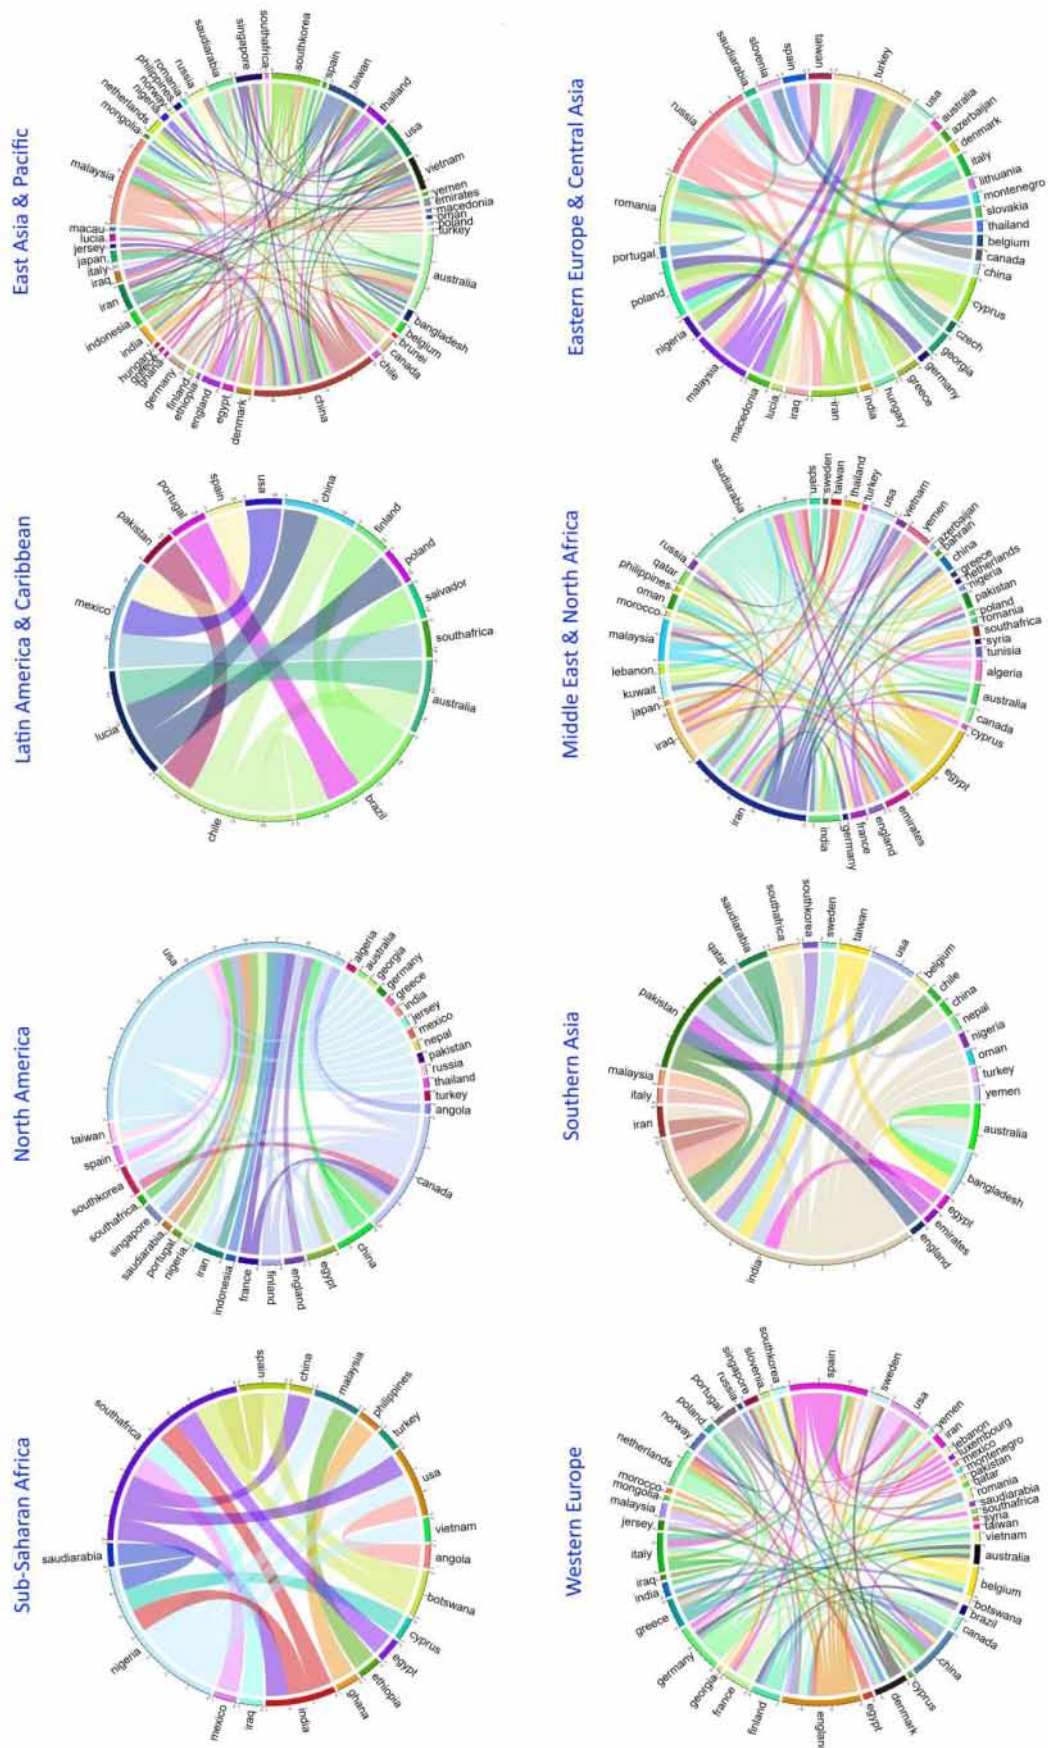 East Asia & Pacific
southkorea
spain
taiwan
thailand
usa
vietnam
yemen
emirates
macedonia
oman
poland
turkey
australia
bangladesh
belgium
brunei
canada
chile
china
denmark
egypt
england
ethiopia
finland
germany
ghana
greece
hungary
india
indonesia
iran
iraq
italy
japan
jersey
lucia
macau
malaysia
mongolia
netherlands
nigeria
norway
philippines
romania
russia
saudiarabia
singapore
southafrica
Eastern Europe & Central Asia
turkey
usa
australia
azerbaijan
denmark
italy
lithuania
montenegro
slovakia
thailand
belgium
canada
china
cyprus
czech
georgia
germany
greece
hungary
india
iran
iraq
lucia
macedonia
malaysia
nigeria
poland
portugal
romania
russia
saudiarabia
slovenia
spain
taiwan
Latin America & Caribbean
china
finland
poland
salvador
southafrica
australia
brazil
chile
lucia
mexico
pakistan
portugal
spain
usa
Middle East & North Africa
spain
sweden
taiwan
thailand
turkey
usa
vietnam
yemen
azerbaijan
bahrain
china
greece
netherlands
nigeria
pakistan
poland
romania
southafrica
syria
tunisia
algeria
australia
canada
cyprus
egypt
emirates
england
france
germany
india
iran
iraq
japan
kuwait
lebanon
malaysia
morocco
oman
philippines
qatar
russia
saudiarabia
North America
usa
algeria
australia
georgia
germany
greece
india
jersey
mexico
nepal
pakistan
russia
thailand
turkey
angola
canada
china
egypt
england
finland
france
indonesia
iran
nigeria
portugal
saudiarabia
singapore
southafrica
southkorea
spain
taiwan
Southern Asia
southkorea
sweden
taiwan
usa
belgium
chile
china
nepal
nigeria
oman
turkey
yemen
australia
bangladesh
egypt
emirates
england
india
iran
italy
malaysia
pakistan
qatar
saudiarabia
southafrica
Sub-Saharan Africa
spain
china
malaysia
philippines
turkey
usa
vietnam
angola
botswana
cyprus
egypt
ethiopia
ghana
india
iraq
mexico
nigeria
saudiarabia
southafrica
Western Europe
spain
sweden
usa
yemen
iran
lebanon
luxembourg
mexico
montenegro
pakistan
qatar
romania
saudiarabia
southafrica
syria
taiwan
vietnam
australia
belgium
botswana
brazil
canada
china
cyprus
denmark
egypt
england
finland
france
georgia
germany
greece
india
iraq
italy
jersey
malaysia
mongolia
morocco
netherlands
norway
poland
portugal
russia
singapore
slovenia
southkorea